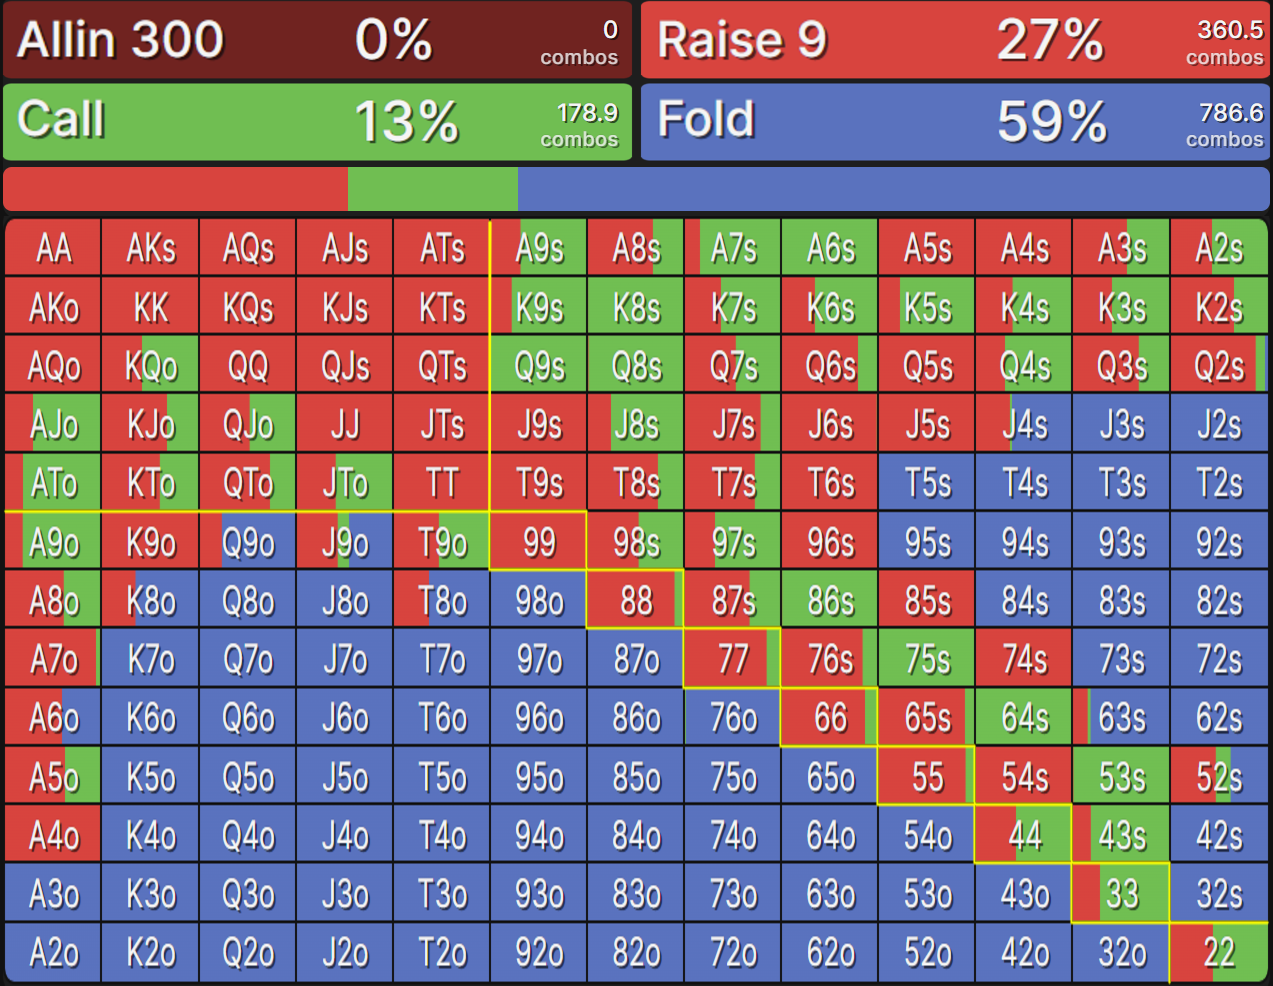 Allin 300 0% 0 combos Raise 9 27% 360.5 combos
Call 13% 178.9 combos Fold 59% 786.6 combos
AA AKs AQs AJs ATs A9s A8s A7s A6s A5s A4s A3s A2s
AKo KK KQs KJs KTs K9s K8s K7s K6s K5s K4s K3s K2s
AQo KQo QQ QJs QTs Q9s Q8s Q7s Q6s Q5s Q4s Q3s Q2s
AJo KJo QJo JJ JTs J9s J8s J7s J6s J5s J4s J3s J2s
ATo KTo QTo JTo TT T9s T8s T7s T6s T5s T4s T3s T2s
A9o K9o Q9o J9o T9o 99 98s 97s 96s 95s 94s 93s 92s
A8o K8o Q8o J8o T8o 98o 88 87s 86s 85s 84s 83s 82s
A7o K7o Q7o J7o T7o 97o 87o 77 76s 75s 74s 73s 72s
A6o K6o Q6o J6o T6o 96o 86o 76o 66 65s 64s 63s 62s
A5o K5o Q5o J5o T5o 95o 85o 75o 65o 55 54s 53s 52s
A4o K4o Q4o J4o T4o 94o 84o 74o 64o 54o 44 43s 42s
A3o K3o Q3o J3o T3o 93o 83o 73o 63o 53o 43o 33 32s
A2o K2o Q2o J2o T2o 92o 82o 72o 62o 52o 42o 32o 22